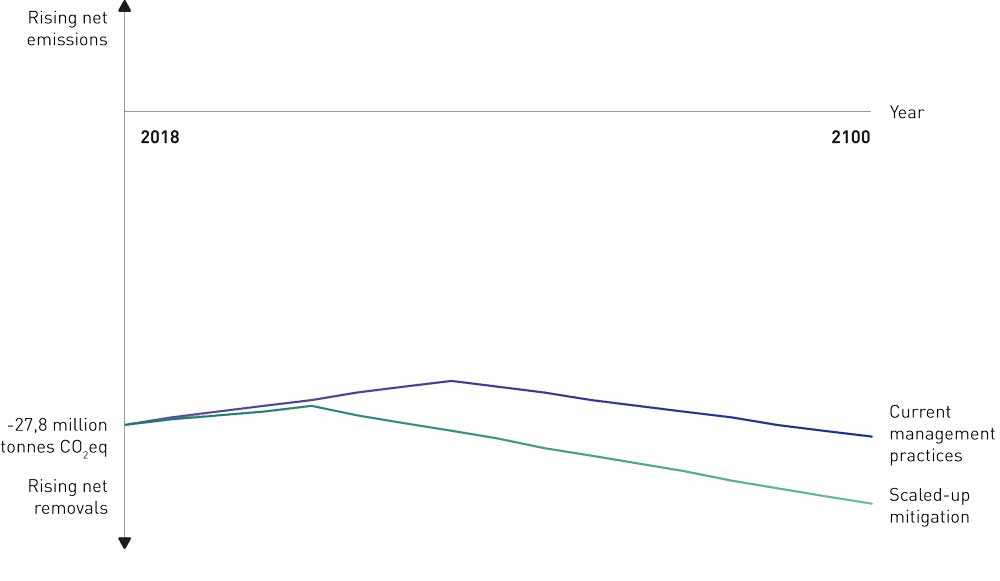 Rising net
emissions
Year
2018
2100
-27,8 million
tonnes CO₂eq
Rising net
removals
Current
management
practices
Scaled-up
mitigation